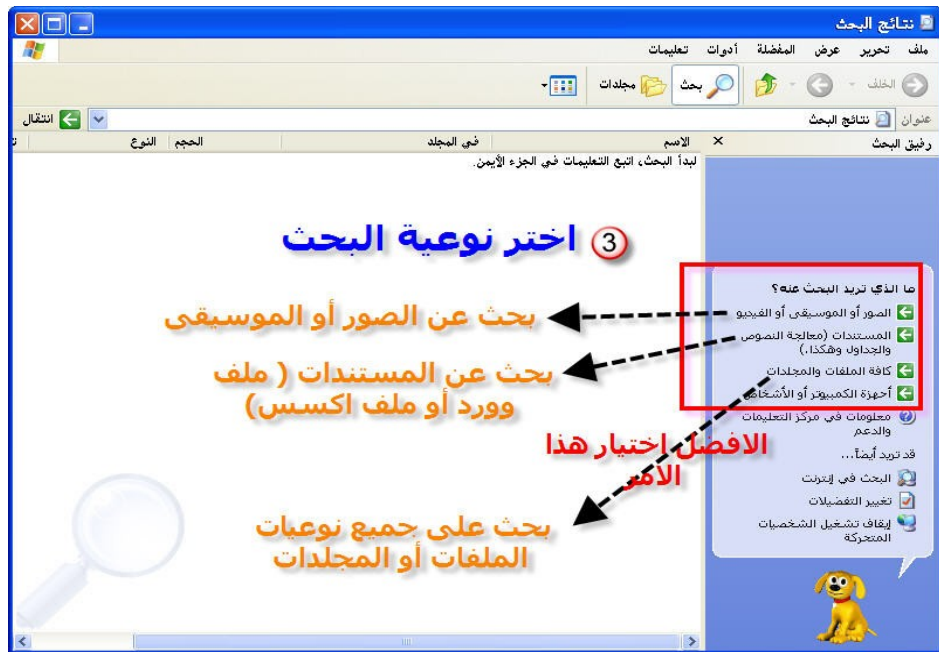 نتائج البحث
ملف تحرير عرض المفضلة أدوات تعليمات
الخلف بحث مجلدات
عنوان نتائج البحث انتقال
رفيق البحث
الاسم في المجلد الحجم النوع
لبدأ البحث، اتبع التعليمات في الجزء الأيمن.
3 اختر نوعية البحث
ما الذي تريد البحث عنه؟
الصور أو الموسيقى أو الفيديو
المستندات (معالجة النصوص
والجداول وهكذا.)
كافة الملفات والمجلدات
أجهزة الكمبيوتر أو الأشخاص
معلومات في مركز التعليمات
والدعم
قد تريد أيضاً...
البحث في إنترنت
تغيير التفضيلات
إيقاف تشغيل الشخصيات
المتحركة
بحث عن الصور أو الموسيقى
بحث عن المستندات ( ملف
وورد أو ملف اكسس)
الافضل اختيار هذا
الامر
بحث على جميع نوعيات
الملفات أو المجلدات